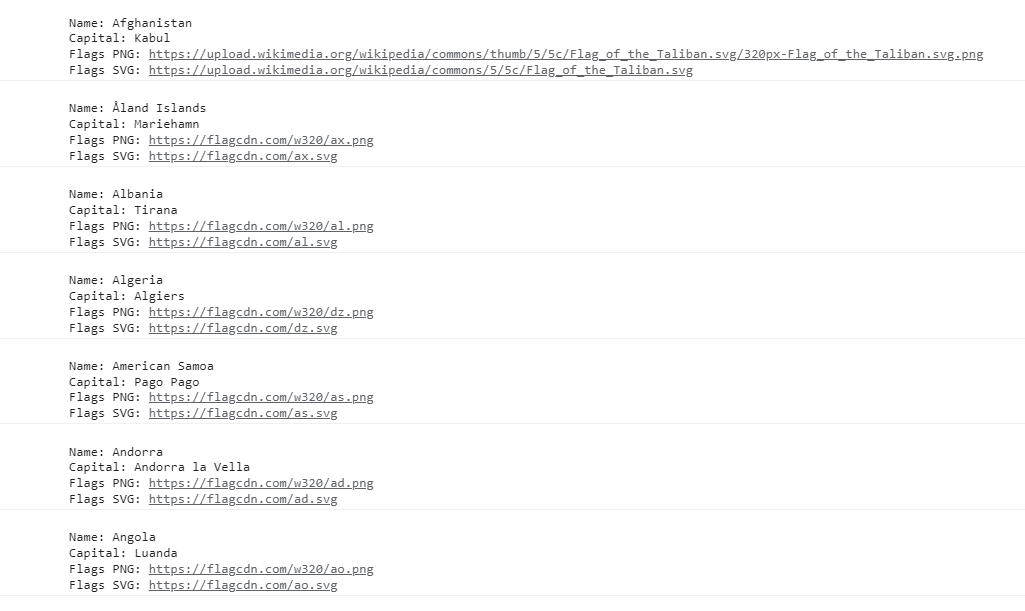 Name: Afghanistan
Capital: Kabul
Flags PNG: https://upload.wikimedia.org/wikipedia/commons/thumb/5/5c/Flag_of_the_Taliban.svg/320px-Flag_of_the_Taliban.svg.png
Flags SVG: https://upload.wikimedia.org/wikipedia/commons/5/5c/Flag_of_the_Taliban.svg
Name: Åland Islands
Capital: Mariehamn
Flags PNG: https://flagcdn.com/w320/ax.png
Flags SVG: https://flagcdn.com/ax.svg
Name: Albania
Capital: Tirana
Flags PNG: https://flagcdn.com/w320/al.png
Flags SVG: https://flagcdn.com/al.svg
Name: Algeria
Capital: Algiers
Flags PNG: https://flagcdn.com/w320/dz.png
Flags SVG: https://flagcdn.com/dz.svg
Name: American Samoa
Capital: Pago Pago
Flags PNG: https://flagcdn.com/w320/as.png
Flags SVG: https://flagcdn.com/as.svg
Name: Andorra
Capital: Andorra la Vella
Flags PNG: https://flagcdn.com/w320/ad.png
Flags SVG: https://flagcdn.com/ad.svg
Name: Angola
Capital: Luanda
Flags PNG: https://flagcdn.com/w320/ao.png
Flags SVG: https://flagcdn.com/ao.svg